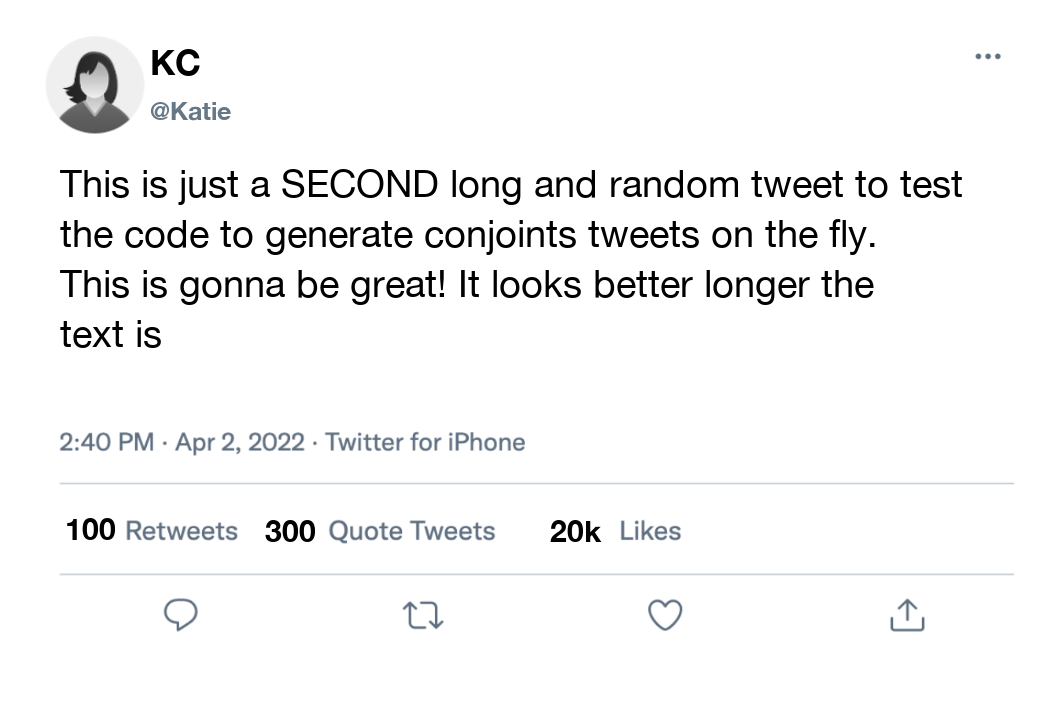 KC
@Katie
This is just a SECOND long and random tweet to test
the code to generate conjoints tweets on the fly.
This is gonna be great! It looks better longer the
text is
2:40 PM · Apr 2, 2022 · Twitter for iPhone
100 Retweets 300 Quote Tweets 20k Likes